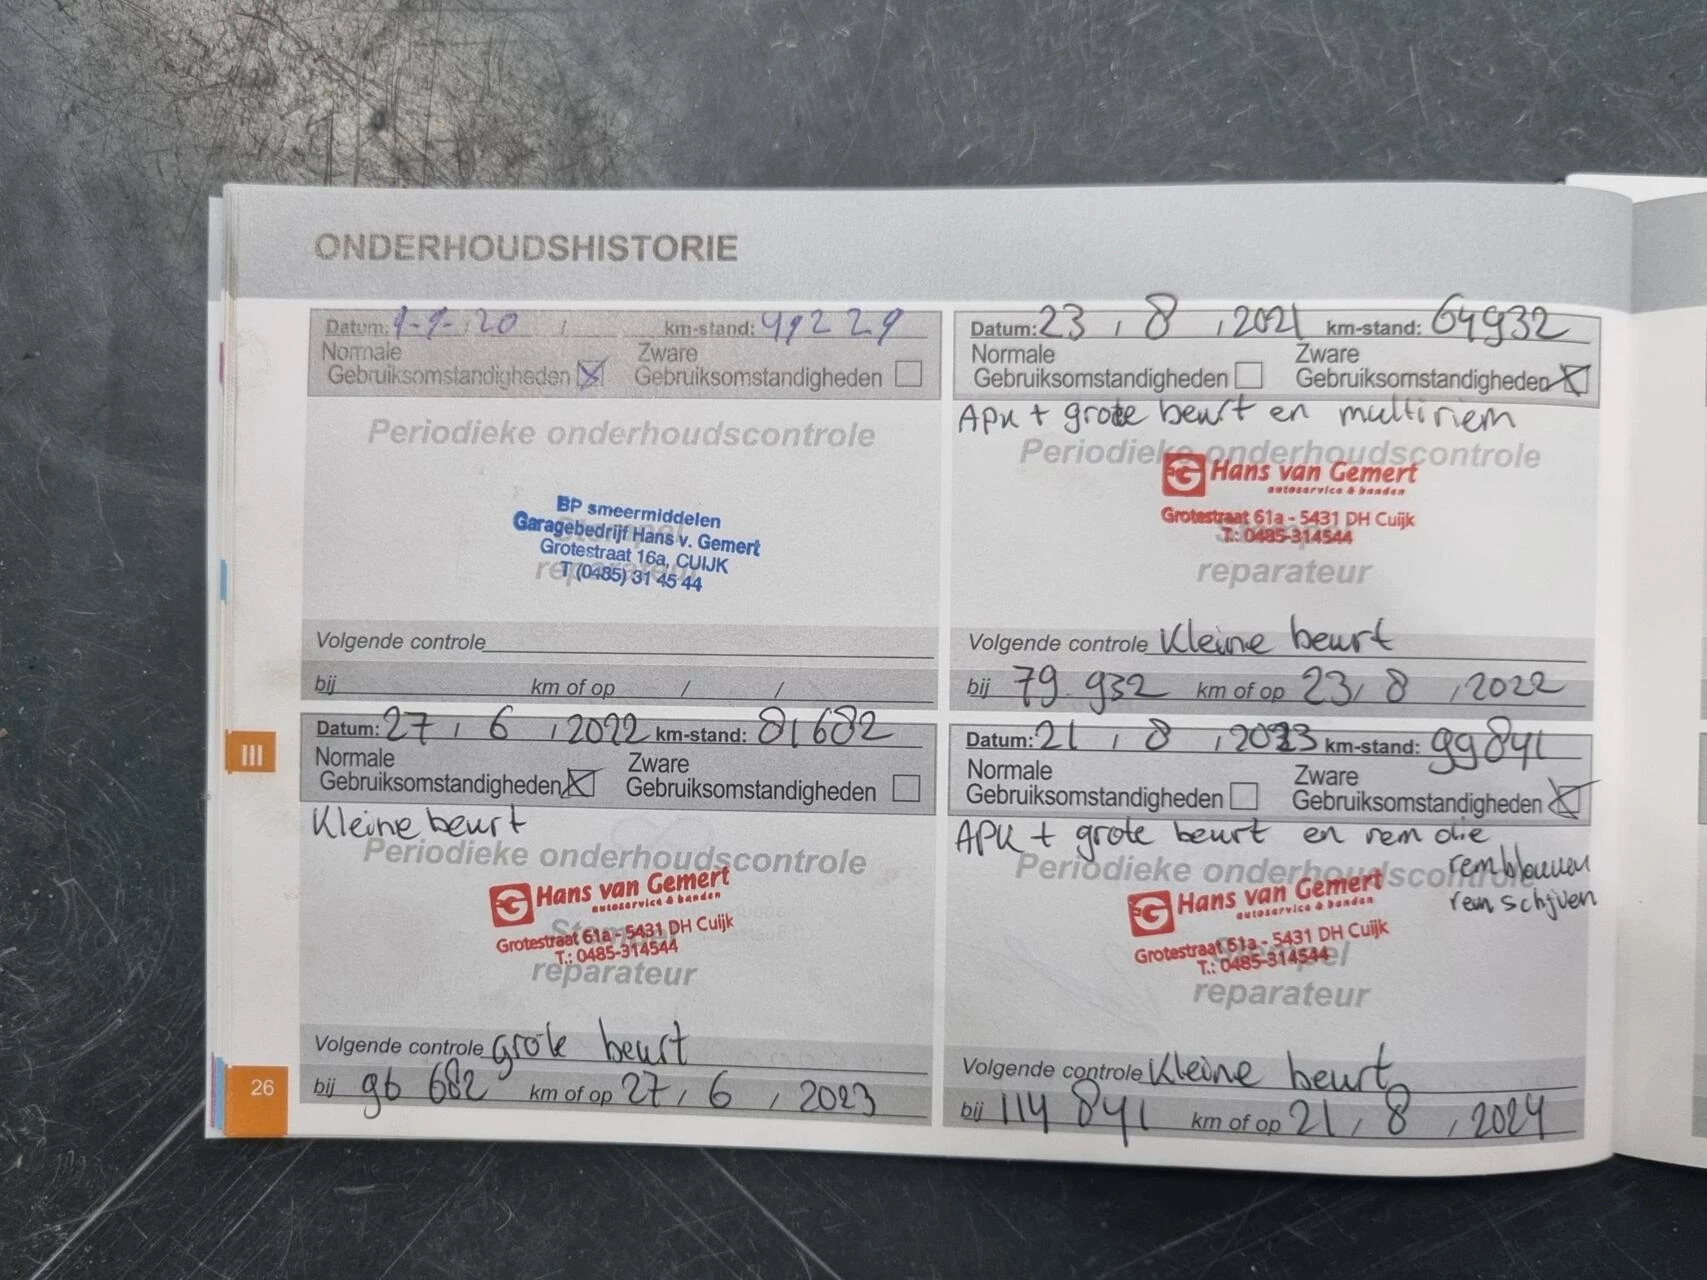 ONDERHOUDSHISTORIE
Datum: 1-9-20 / km-stand: 49229
Normale
Gebruiksomstandigheden
Zware
Gebruiksomstandigheden
Periodieke onderhoudscontrole
Stempel
reparateur
BP smeermiddelen
Garagebedrijf Hans v. Gemert
Grotestraat 16a, CUIJK
T (0485) 31 45 44
Volgende controle
bij km of op / /
Datum: 23 / 8 / 2021 km-stand: 64932
Normale
Gebruiksomstandigheden
Zware
Gebruiksomstandigheden
APK + grote beurt en multiriem
Periodieke onderhoudscontrole
Hans van Gemert
autoservice & banden
Grotestraat 61a - 5431 DH Cuijk
T.: 0485-314544
Stempel
reparateur
Volgende controle Kleine beurt
bij 79.932 km of op 23 / 8 / 2022
III
Datum: 27 / 6 / 2022 km-stand: 81682
Normale
Gebruiksomstandigheden
Zware
Gebruiksomstandigheden
Kleine beurt
Periodieke onderhoudscontrole
Hans van Gemert
autoservice & banden
Stempel
Grotestraat 61a - 5431 DH Cuijk
T.: 0485-314544
reparateur
Volgende controle grote beurt
bij 96 682 km of op 27 / 6 / 2023
Datum: 21 / 8 / 2023 km-stand: 99841
Normale
Gebruiksomstandigheden
Zware
Gebruiksomstandigheden
APK + grote beurt en rem
remblokken
rem schijven
Periodieke onderhoudscontrole
Hans van Gemert
autoservice & banden
Grotestraat 61a - 5431 DH Cuijk
T.: 0485-314544
Stempel
reparateur
Volgende controle Kleine beurt
bij 114 841 km of op 21 / 8 / 2024
26